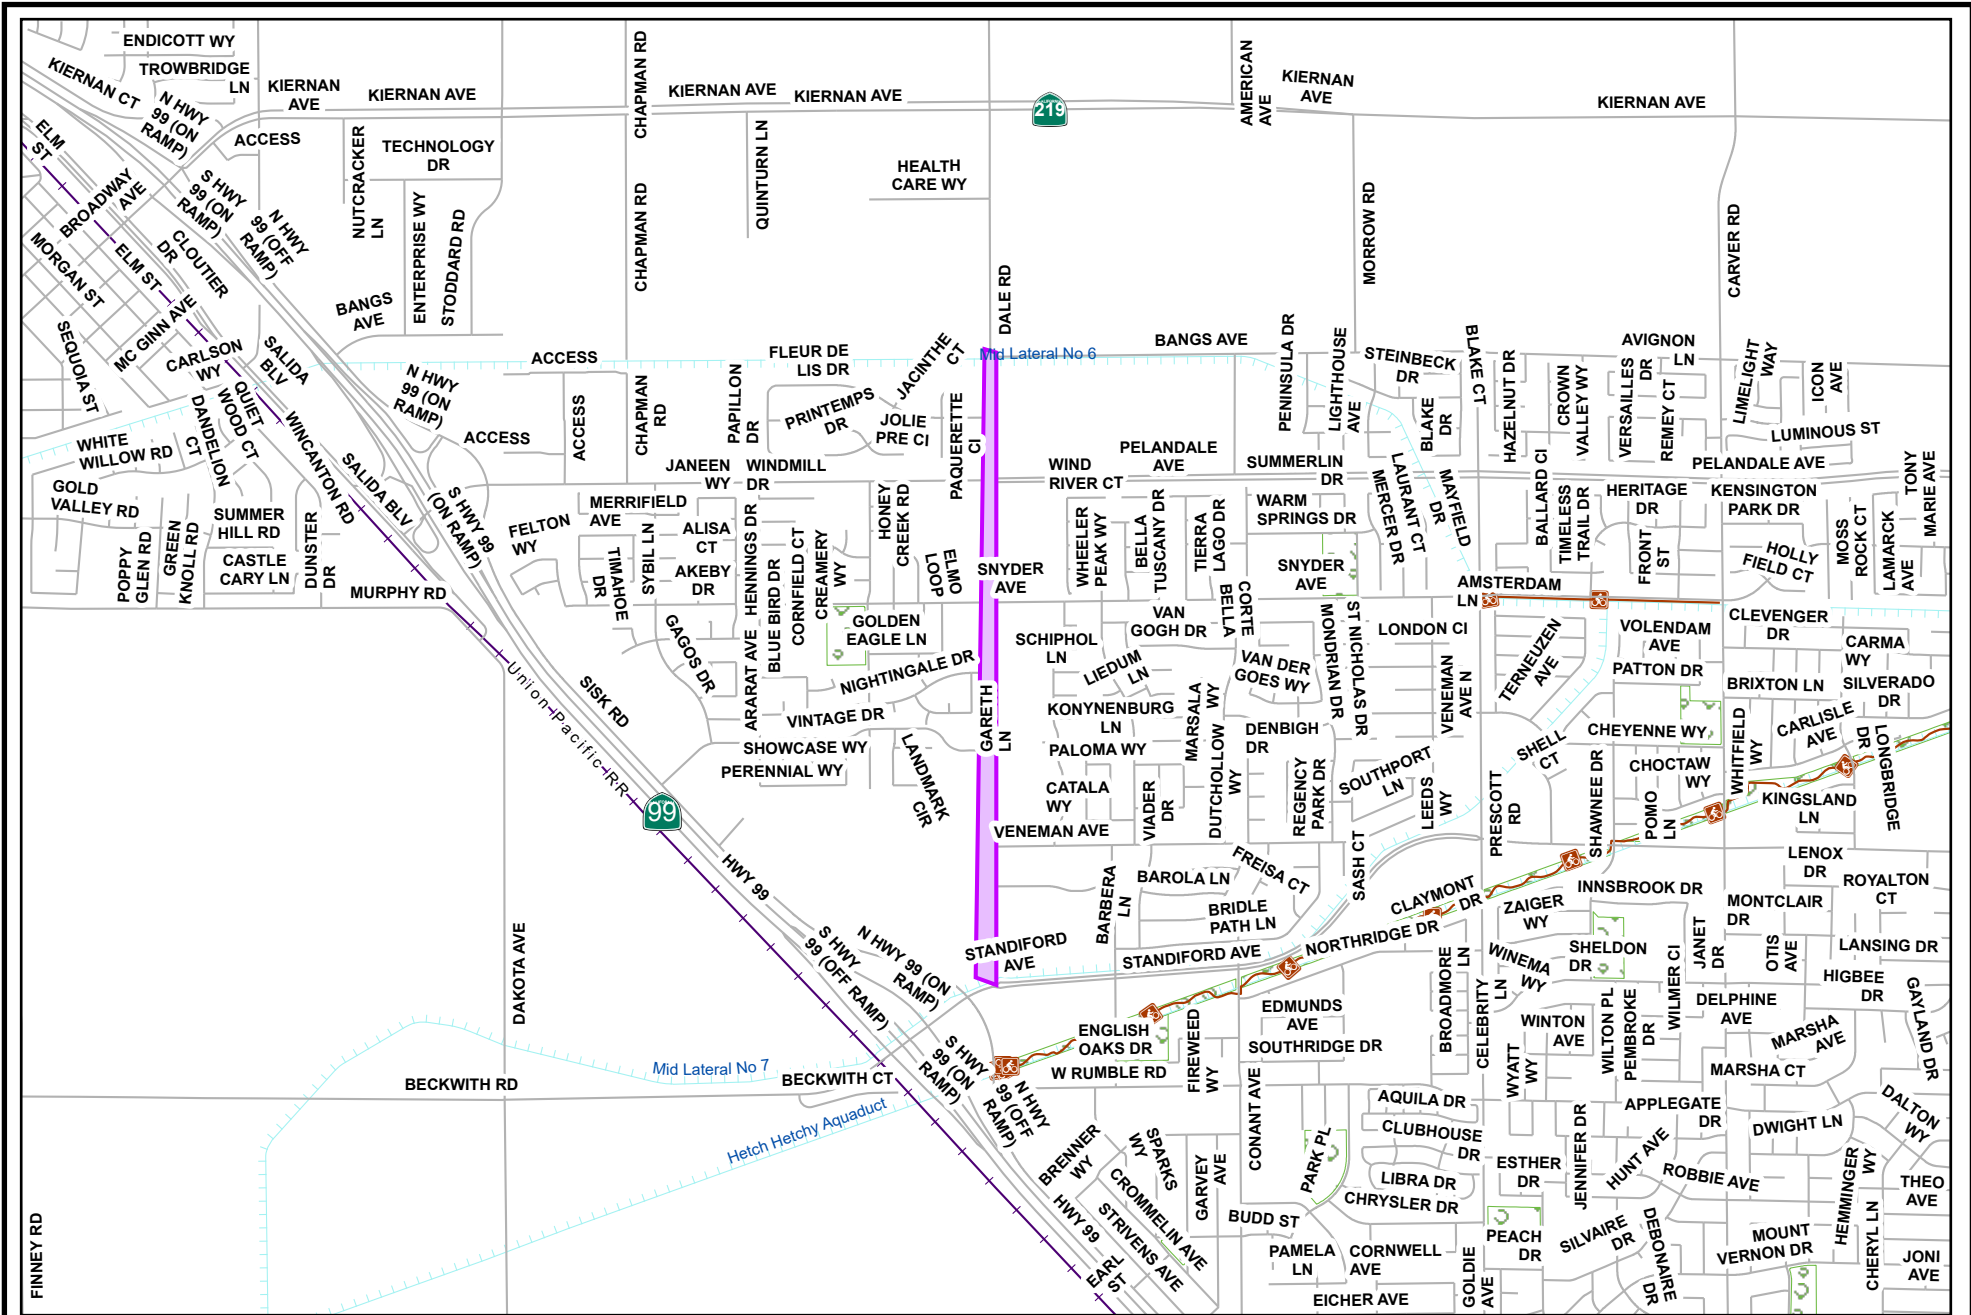 ENDICOTT WY
TROWBRIDGE
LN
KIERNAN CT
N HWY
99 (ON
RAMP)
KIERNAN
AVE
KIERNAN AVE
CHAPMAN RD
KIERNAN AVE
KIERNAN AVE
219
AMERICAN
AVE
KIERNAN
AVE
KIERNAN AVE
ELM
ST
ACCESS
NUTCRACKER
LN
TECHNOLOGY
DR
QUINTURN LN
HEALTH
CARE WY
BROADWAY
AVE
S HWY
99 (ON
RAMP)
N HWY
99 (OFF
RAMP)
ENTERPRISE WY
STODDARD RD
CHAPMAN RD
MORROW RD
CARVER RD
MORGAN ST
ELM ST
CLOUTIER
DR
DALE RD
BANGS
AVE
SEQUOIA ST
MC GINN AVE
CARLSON
WY
SALIDA
BLV
ACCESS
FLEUR DE
LIS DR
JACINTHE
CT
Mid Lateral No 6
BANGS AVE
PENINSULA DR
LIGHTHOUSE
AVE
STEINBECK
DR
BLAKE CT
BLAKE
DR
HAZELNUT DR
CROWN
VALLEY WY
VERSAILLES
DR
AVIGNON
LN
REMEY CT
LIMELIGHT
WAY
ICON
AVE
LUMINOUS ST
N HWY
99 (ON
RAMP)
QUIET
WOOD CT
DANDELION
CT
WINCANTON RD
ACCESS
ACCESS
CHAPMAN
RD
PAPILLON
DR
PRINTEMPS
DR
JOLIE
PRE CI
PAQUERETTE
CI
WHITE
WILLOW RD
SALIDA BLV
JANEEN
WY
WINDMILL
DR
WIND
RIVER CT
PELANDALE
AVE
SUMMERLIN
DR
PELANDALE AVE
TONY
MARIE AVE
GOLD
VALLEY RD
S HWY 99
(ON RAMP)
MERRIFIELD
AVE
HONEY
CREEK RD
WARM
SPRINGS DR
MERCER DR
LAURANT CT
MAYFIELD
DR
BALLARD CI
TIMELESS
TRAIL DR
HERITAGE
DR
KENSINGTON
PARK DR
POPPY
GLEN RD
GREEN
KNOLL RD
SUMMER
HILL RD
CASTLE
CARY LN
DUNSTER
DR
FELTON
WY
TIMAHOE
DR
SYBIL LN
ALISA
CT
AKEBY
DR
HENNINGS DR
BLUE BIRD DR
CORNFIELD CT
CREAMERY
WY
ELMO
LOOP
SNYDER
AVE
WHEELER
PEAK WY
BELLA
TUSCANY DR
TIERRA
LAGO DR
SNYDER
AVE
FRONT
ST
HOLLY
FIELD CT
MOSS
ROCK CT
LAMARCK
AVE
AMSTERDAM
LN
MURPHY RD
GAGOS DR
GOLDEN
EAGLE LN
SCHIPHOL
LN
VAN
GOGH DR
CORTE
BELLA
MONDRIAN DR
ST NICHOLAS DR
LONDON CI
TERNEUZEN
AVE
VOLENDAM
AVE
CLEVENGER
DR
CARMA
WY
Union Pacific RR
SISK RD
ARARAT AVE
NIGHTINGALE DR
LIEDUM
LN
VAN DER
GOES WY
VENEMAN
AVE N
PATTON DR
BRIXTON LN
SILVERADO
DR
VINTAGE DR
GARETH
LN
KONYNENBURG
LN
MARSALA
WY
SHOWCASE WY
PERENNIAL WY
LANDMARK
CIR
PALOMA WY
DENBIGH
DR
SOUTHPORT
LN
SHELL
CT
CHEYENNE WY
CHOCTAW
WY
WHITFIELD
WY
CARLISLE
AVE
LONGBRIDGE
DR
99
CATALA
WY
VIADER
DR
DUTCHOLLOW
WY
REGENCY
PARK DR
LEEDS
WY
PRESCOTT
RD
SHAWNEE DR
POMO
LN
KINGSLAND
LN
VENEMAN AVE
HWY 99
BARBERA
LN
BAROLA LN
FREISA CT
SASH CT
LENOX
DR
ROYALTON
CT
BRIDLE
PATH LN
CLAYMONT
DR
INNSBROOK DR
ZAIGER
WY
MONTCLAIR
DR
DAKOTA AVE
S HWY
99 (OFF RAMP)
N HWY 99 (ON
RAMP)
STANDIFORD
AVE
STANDIFORD AVE
NORTHRIDGE DR
BROADMORE
LN
WINEMA
WY
SHELDON
DR
WILMER CI
JANET
DR
OTIS
AVE
LANSING DR
HIGBEE
DR
GAYLAND DR
EDMUNDS
AVE
CELEBRITY
LN
WINTON
AVE
WILTON PL
PEMBROKE
DR
DELPHINE
AVE
MARSHA
AVE
ENGLISH
OAKS DR
FIREWEED
WY
SOUTHRIDGE DR
WYATT
WY
Mid Lateral No 7
BECKWITH RD
BECKWITH CT
S HWY
99 (ON
RAMP)
W RUMBLE RD
MARSHA CT
N HWY
99 (OFF
RAMP)
Hetch Hetchy Aquaduct
CONANT AVE
AQUILA DR
APPLEGATE
DR
DWIGHT LN
DALTON
WY
BRENNER
WY
SPARKS
WY
GARVEY
AVE
PARK PL
CLUBHOUSE
DR
JENNIFER DR
HUNT AVE
ESTHER
DR
ROBBIE AVE
HEMMINGER
WY
THEO
AVE
LIBRA DR
CHRYSLER DR
CROMMELIN AVE
FINNEY RD
HWY 99
STRIVENS AVE
BUDD ST
PEACH
DR
SILVAIRE
DR
DEBONAIRE
DR
MOUNT
VERNON DR
CHERYL LN
JONI
AVE
EARL
ST
PAMELA
LN
CORNWELL
AVE
GOLDIE
AVE
EICHER AVE